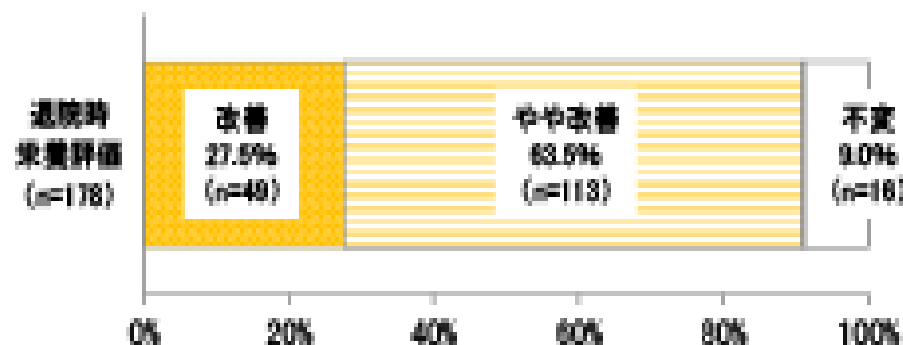 退院時
栄養評価
(n=178)
改善
27.5%
(n=49)
やや改善
63.5%
(n=113)
不変
9.0%
(n=16)
0%
20%
40%
60%
80%
100%